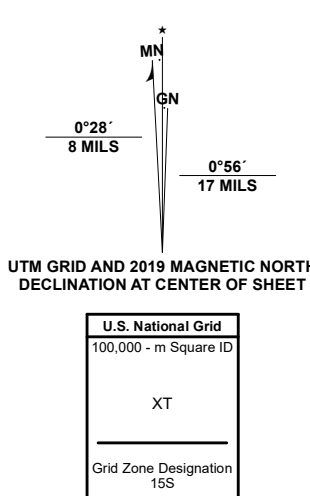 ★
MN
GN
0°28´
8 MILS
0°56´
17 MILS
UTM GRID AND 2019 MAGNETIC NORTH
DECLINATION AT CENTER OF SHEET
U.S. National Grid
100,000 - m Square ID
XT
Grid Zone Designation
15S